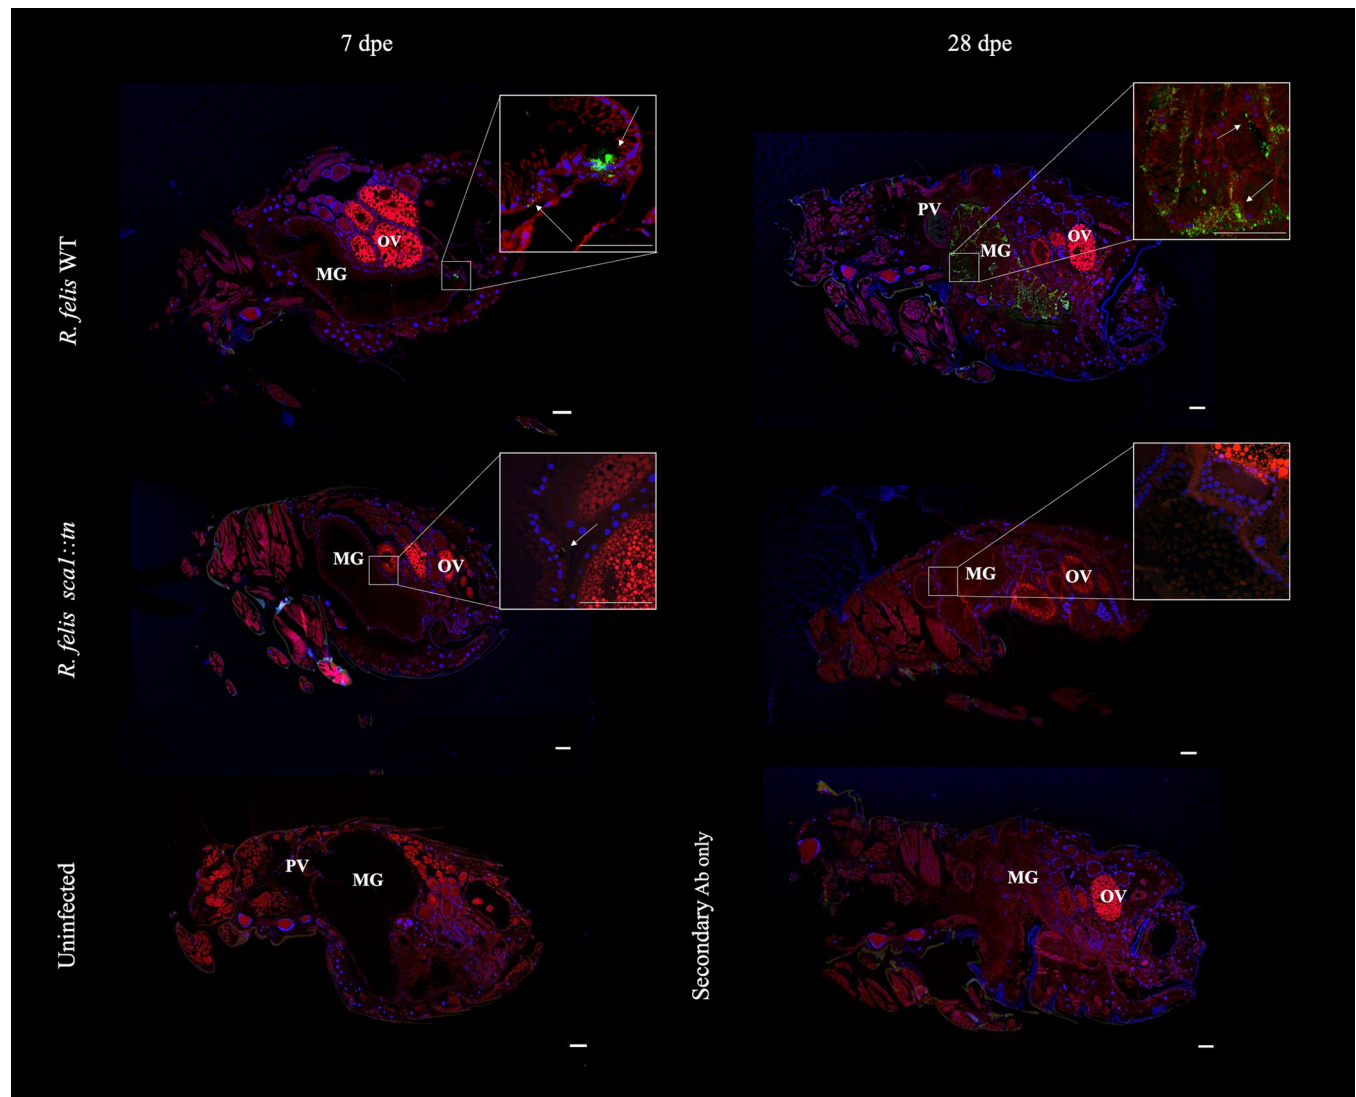 7 dpe
28 dpe
R. felis WT
OV
MG
PV
MG
OV
R. felis sca1::tn
MG
OV
MG
OV
Uninfected
PV
MG
Secondary Ab only
MG
OV